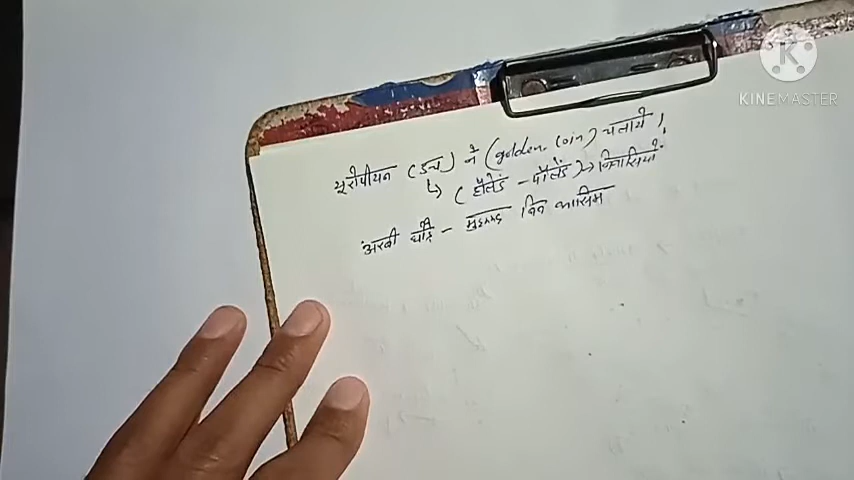 K
KINEMASTER
यूरोपीयन (डच) ने (golden. Coin) चलाये।
↳ (हॉलैंड - पॉलैंड) → निवासियों
अरबी - मुहम्मद बिन कासिम